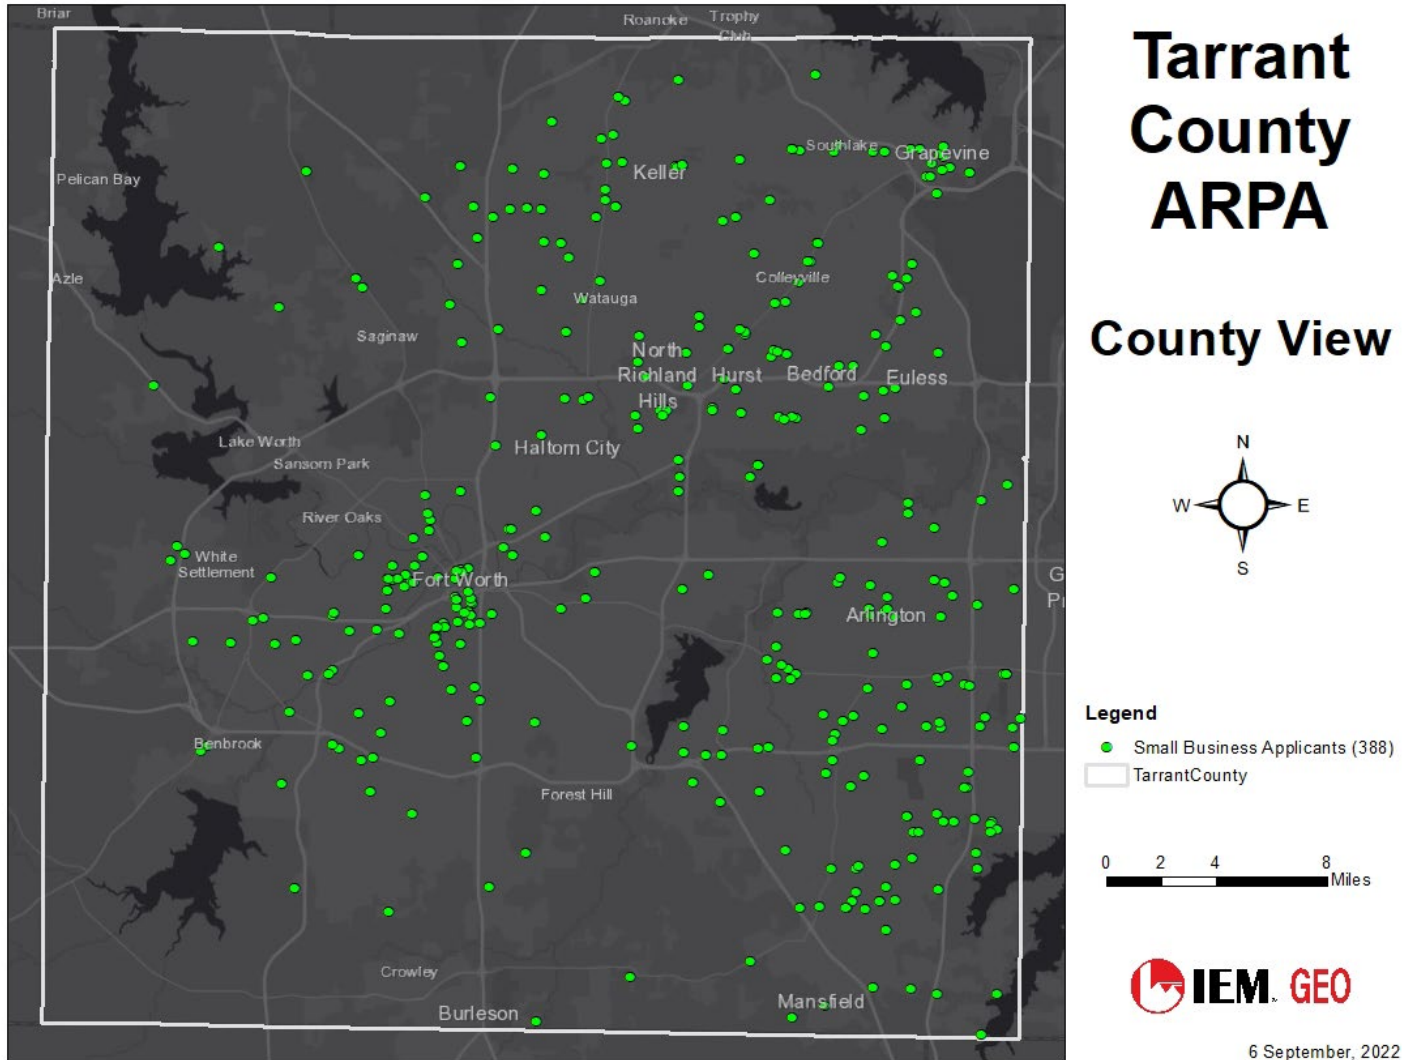 Briar
Roanoke
Trophy
Club
Pelican Bay
Keller
Southlake
Grapevine
Azle
Colleyville
Watauga
Saginaw
North
Richland
Hills
Hurst
Bedford
Euless
Lake Worth
Haltom City
Sansom Park
River Oaks
White
Settlement
Fort Worth
G
Pr
Arlington
Benbrook
Forest Hill
Crowley
Burleson
Mansfield
Tarrant
County
ARPA
County View
N
W
E
S
Legend
Small Business Applicants (388)
TarrantCounty
0 2 4 8
Miles
IEM GEO
6 September, 2022